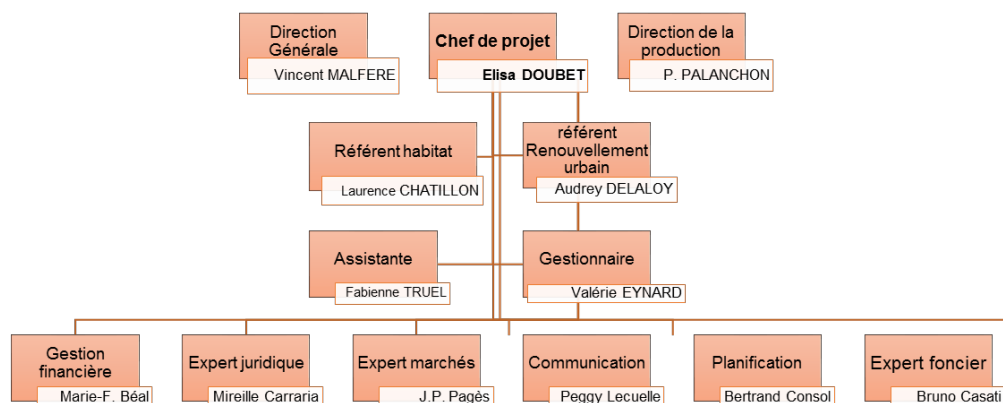 Direction
Générale
Vincent MALFERE
Chef de projet
Elisa DOUBET
Direction de la
production
P. PALANCHON
Référent habitat
Laurence CHATILLON
référent
Renouvellement
urbain
Audrey DELALOY
Assistante
Fabienne TRUEL
Gestionnaire
Valérie EYNARD
Gestion
financière
Marie-F. Béal
Expert juridique
Mireille Carraria
Expert marchés
J.P. Pagès
Communication
Peggy Lecuelle
Planification
Bertrand Consol
Expert foncier
Bruno Casati